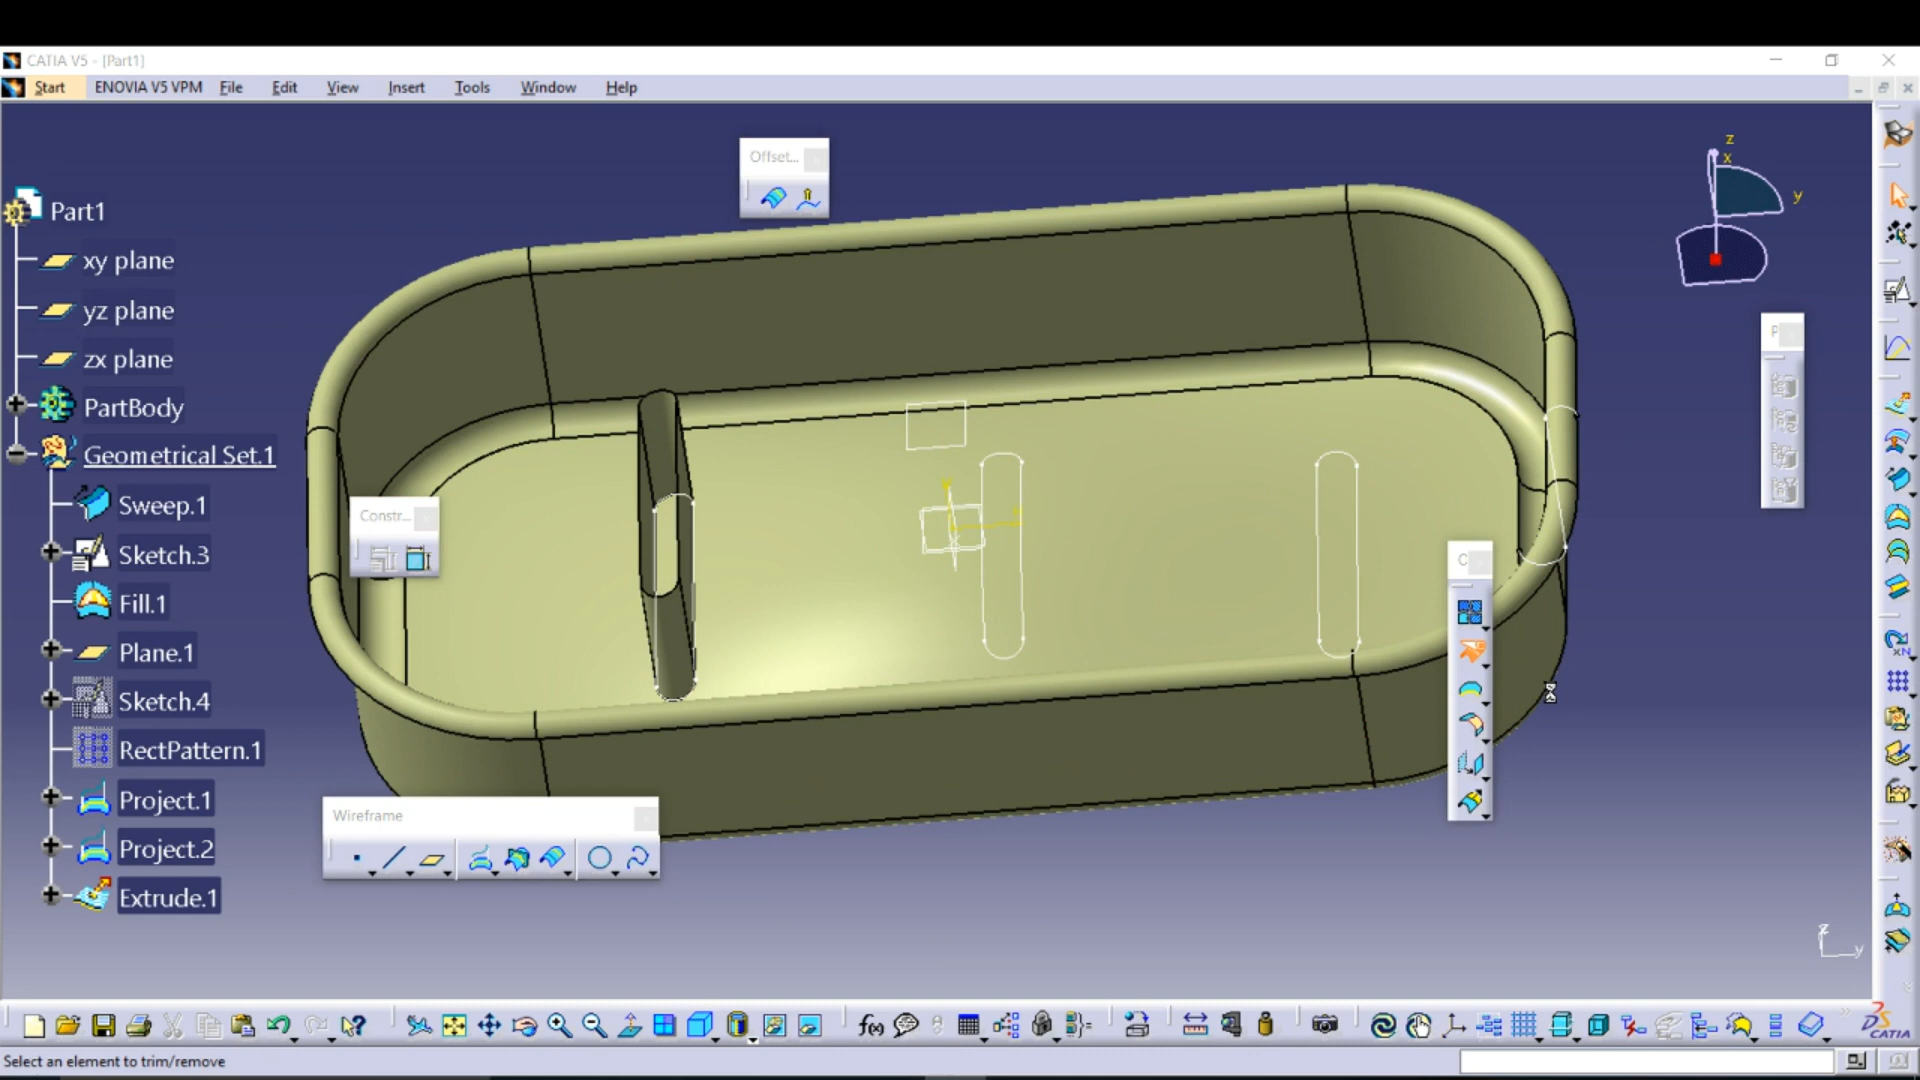 CATIA V5 - [Part1]
Start ENOVIA V5 VPM File Edit View Insert Tools Window Help
Offset...
z
x
y
Part1
xy plane
yz plane
zx plane
PartBody
Geometrical Set.1
Sweep.1
Sketch.3
Fill.1
Plane.1
Sketch.4
RectPattern.1
Project.1
Project.2
Extrude.1
P
Constr...
C
Wireframe
z
y
f(x)
CATIA
Select an element to trim/remove